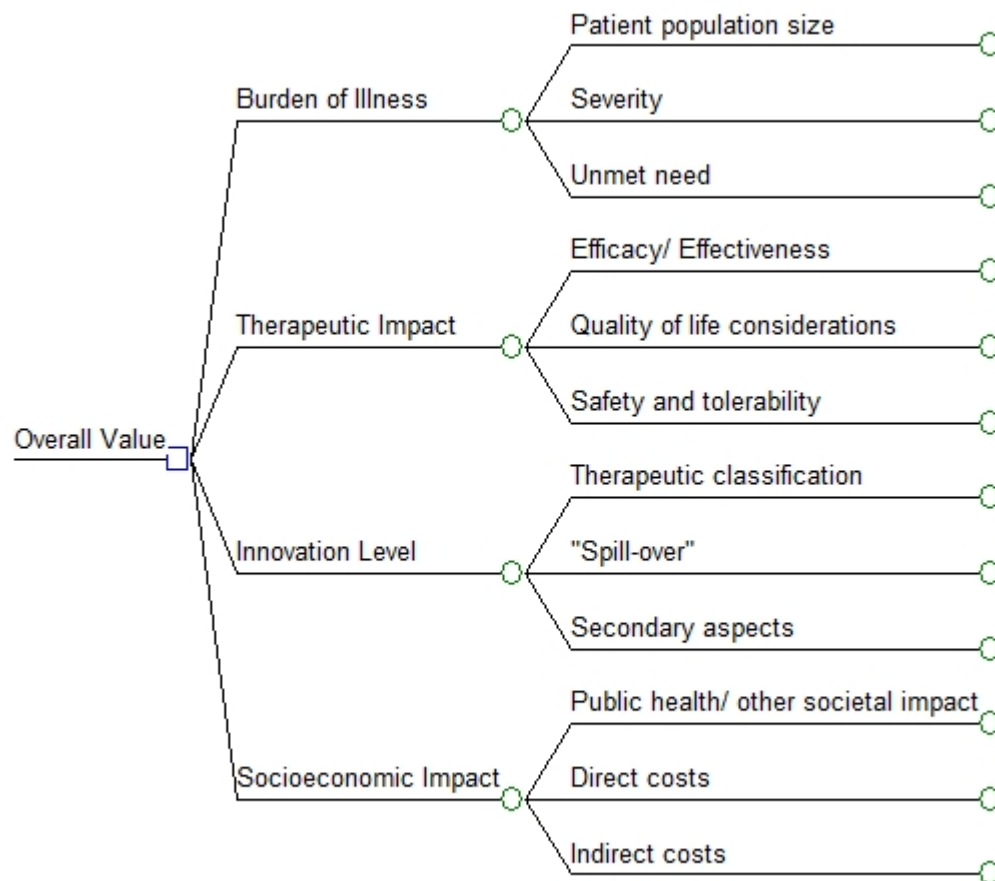 Patient population size
Burden of Illness
Severity
Unmet need
Efficacy/ Effectiveness
Therapeutic Impact
Quality of life considerations
Safety and tolerability
Overall Value
Therapeutic classification
Innovation Level
"Spill-over"
Secondary aspects
Public health/ other societal impact
Socioeconomic Impact
Direct costs
Indirect costs